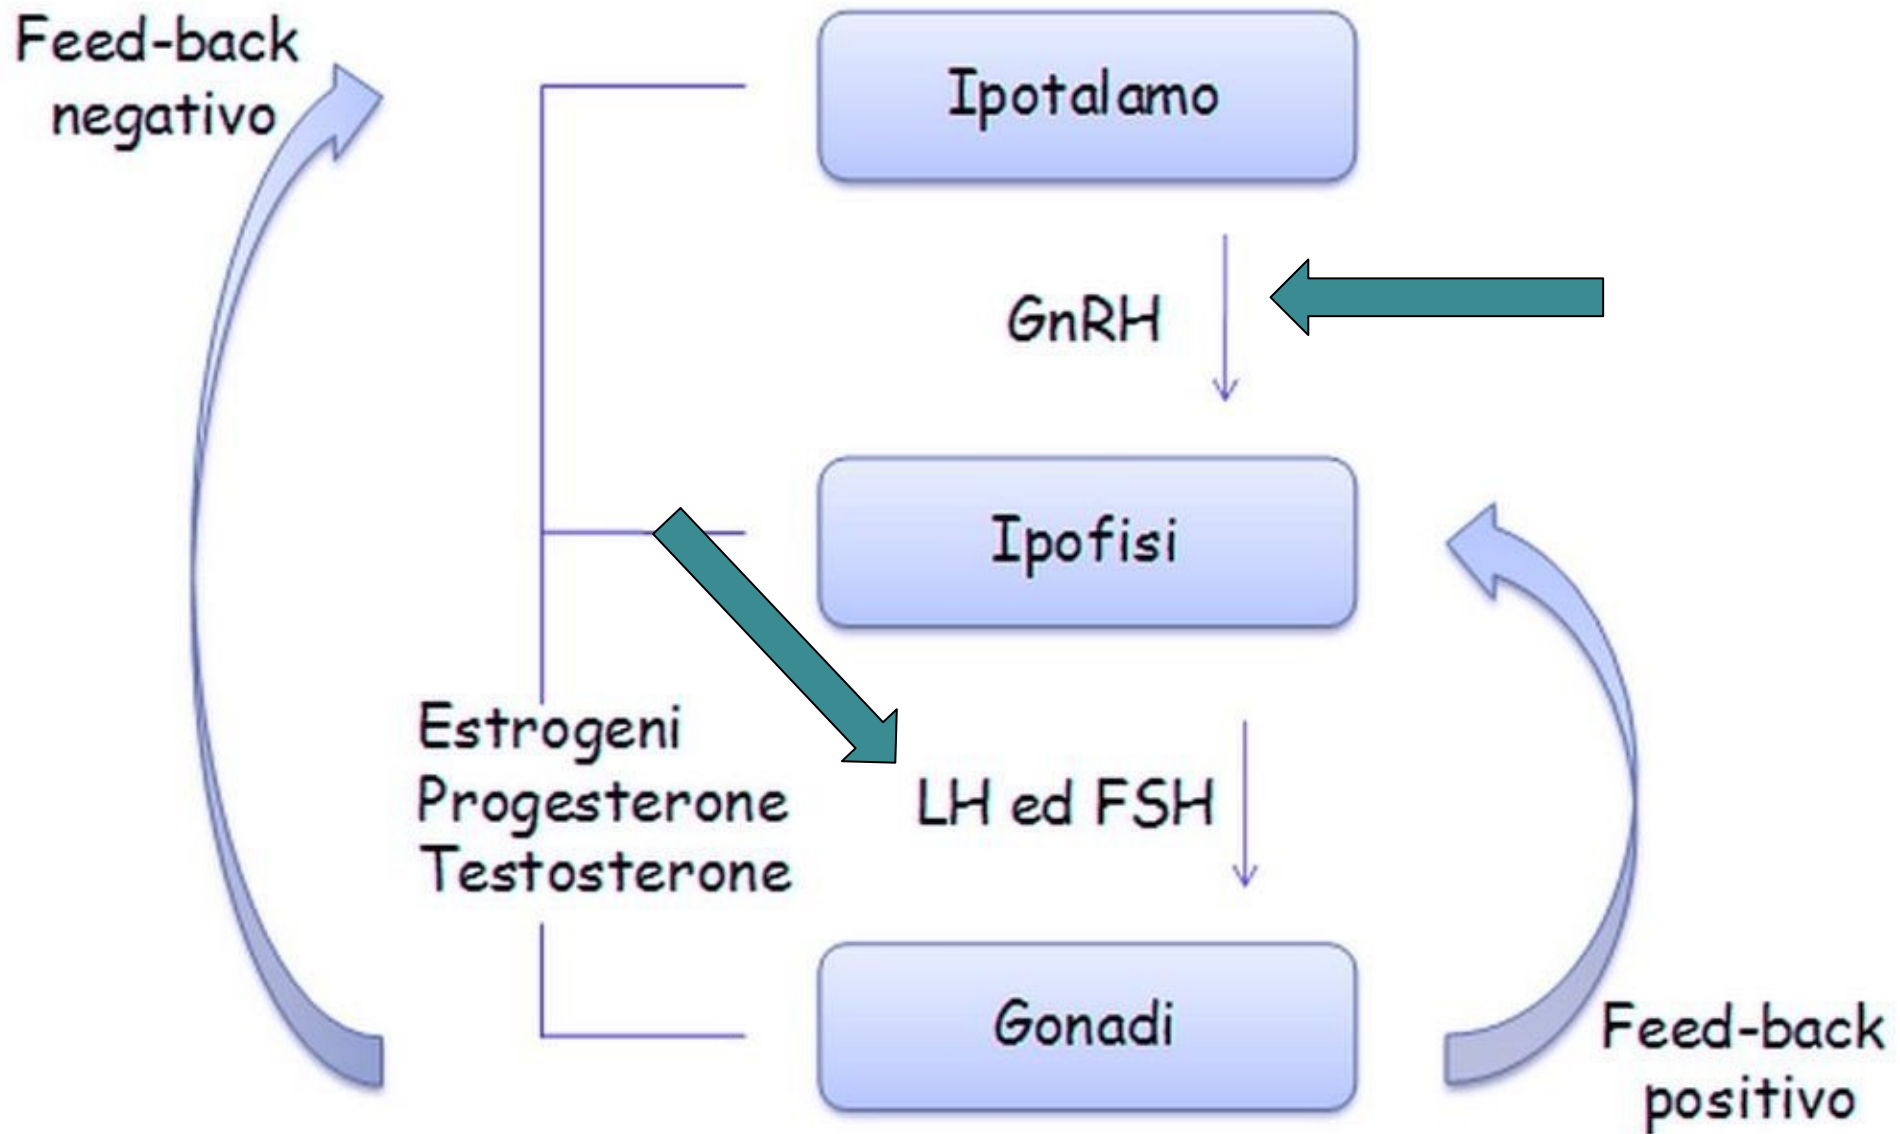 Feed-back
negativo
Ipotalamo
GnRH
Ipofisi
Estrogeni
Progesterone
Testosterone
LH ed FSH
Gonadi
Feed-back
positivo